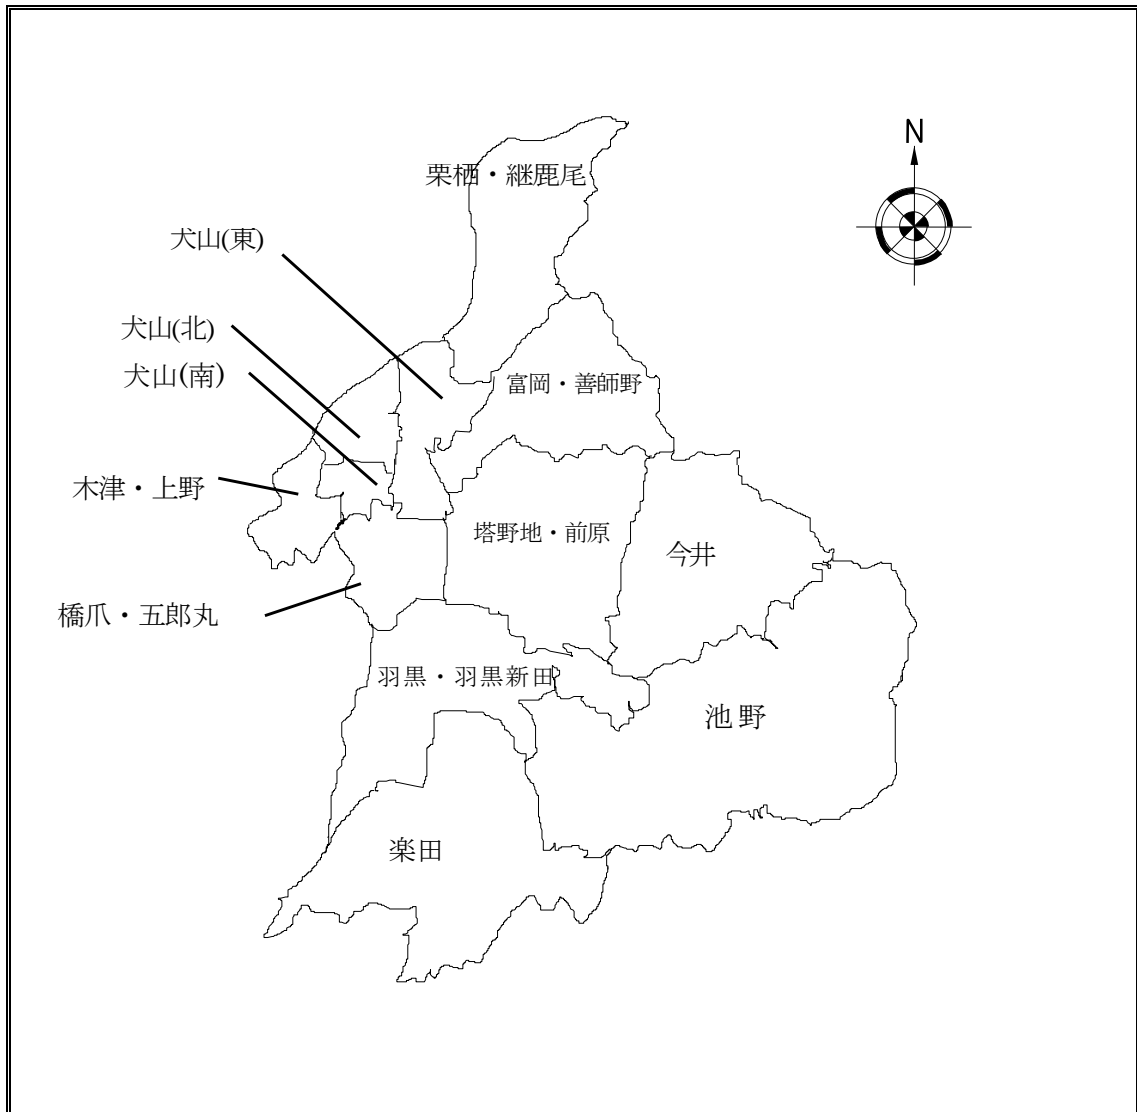 N
栗栖・継鹿尾
犬山(東)
犬山(北)
犬山(南)
富岡・善師野
木津・上野
塔野地・前原
今井
橋爪・五郎丸
羽黒・羽黒新田
池野
楽田